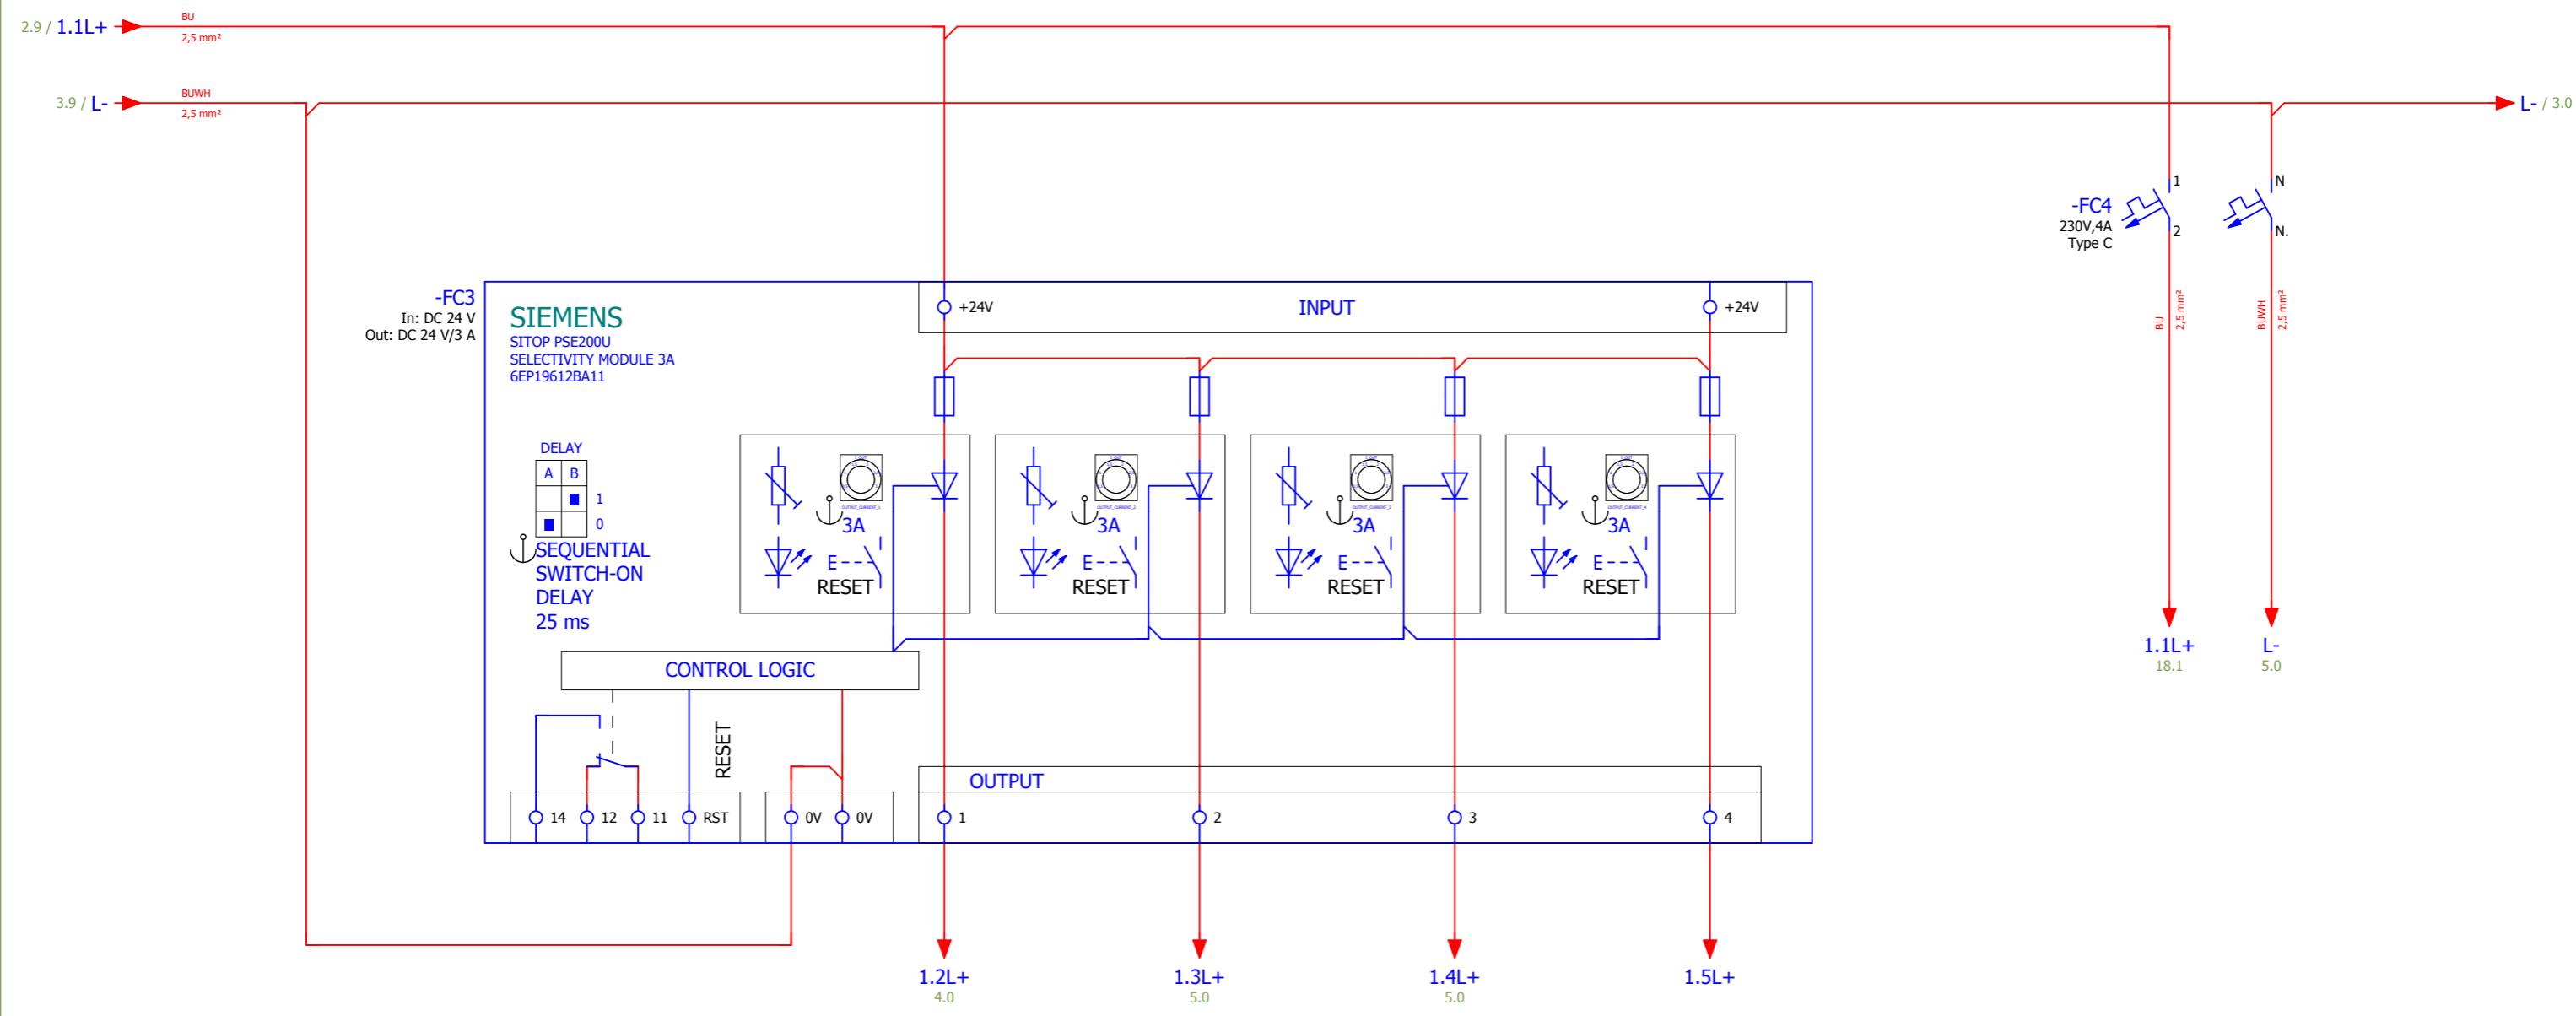 2.9 / 1.1L+
BU
2,5 mm²
3.9 / L-
BUWH
2,5 mm²
L- / 3.0
-FC4
230V,4A
Type C
1
2
N
N.
BU
2,5 mm²
BUWH
2,5 mm²
1.1L+
18.1
L-
5.0
-FC3
In: DC 24 V
Out: DC 24 V/3 A
SIEMENS
SITOP PSE200U
SELECTIVITY MODULE 3A
6EP19612BA11
+24V
INPUT
+24V
DELAY
A B
1
0
SEQUENTIAL
SWITCH-ON
DELAY
25 ms
OUTPUT_CURRENT_1
3A
E
RESET
OUTPUT_CURRENT_2
3A
E
RESET
OUTPUT_CURRENT_3
3A
E
RESET
OUTPUT_CURRENT_4
3A
E
RESET
CONTROL LOGIC
RESET
OUTPUT
14 12 11 RST 0V 0V 1 2 3 4
1.2L+
4.0
1.3L+
5.0
1.4L+
5.0
1.5L+